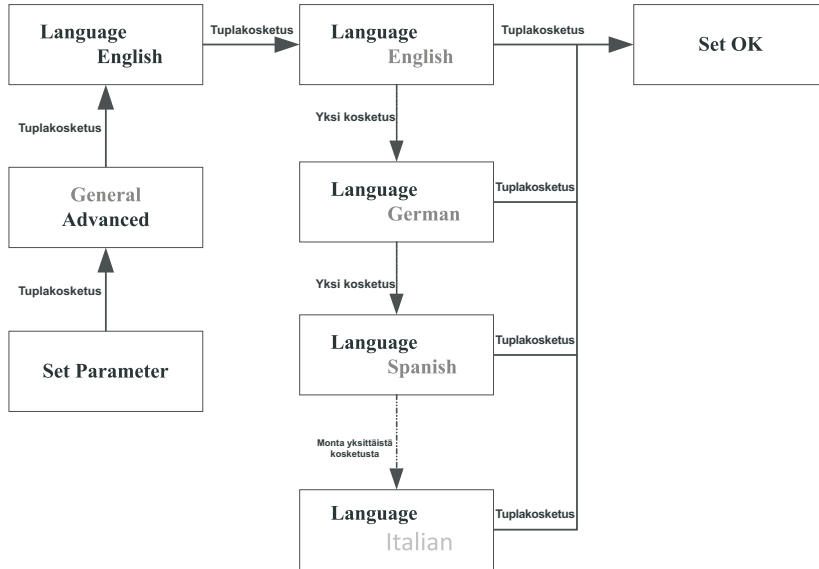 Language
English
Tuplakosketus
Language
English
Tuplakosketus
Set OK
Tuplakosketus
Yksi kosketus
General
Advanced
Language
German
Tuplakosketus
Tuplakosketus
Yksi kosketus
Set Parameter
Language
Spanish
Tuplakosketus
Monta yksittäistä
kosketusta
Language
Italian
Tuplakosketus